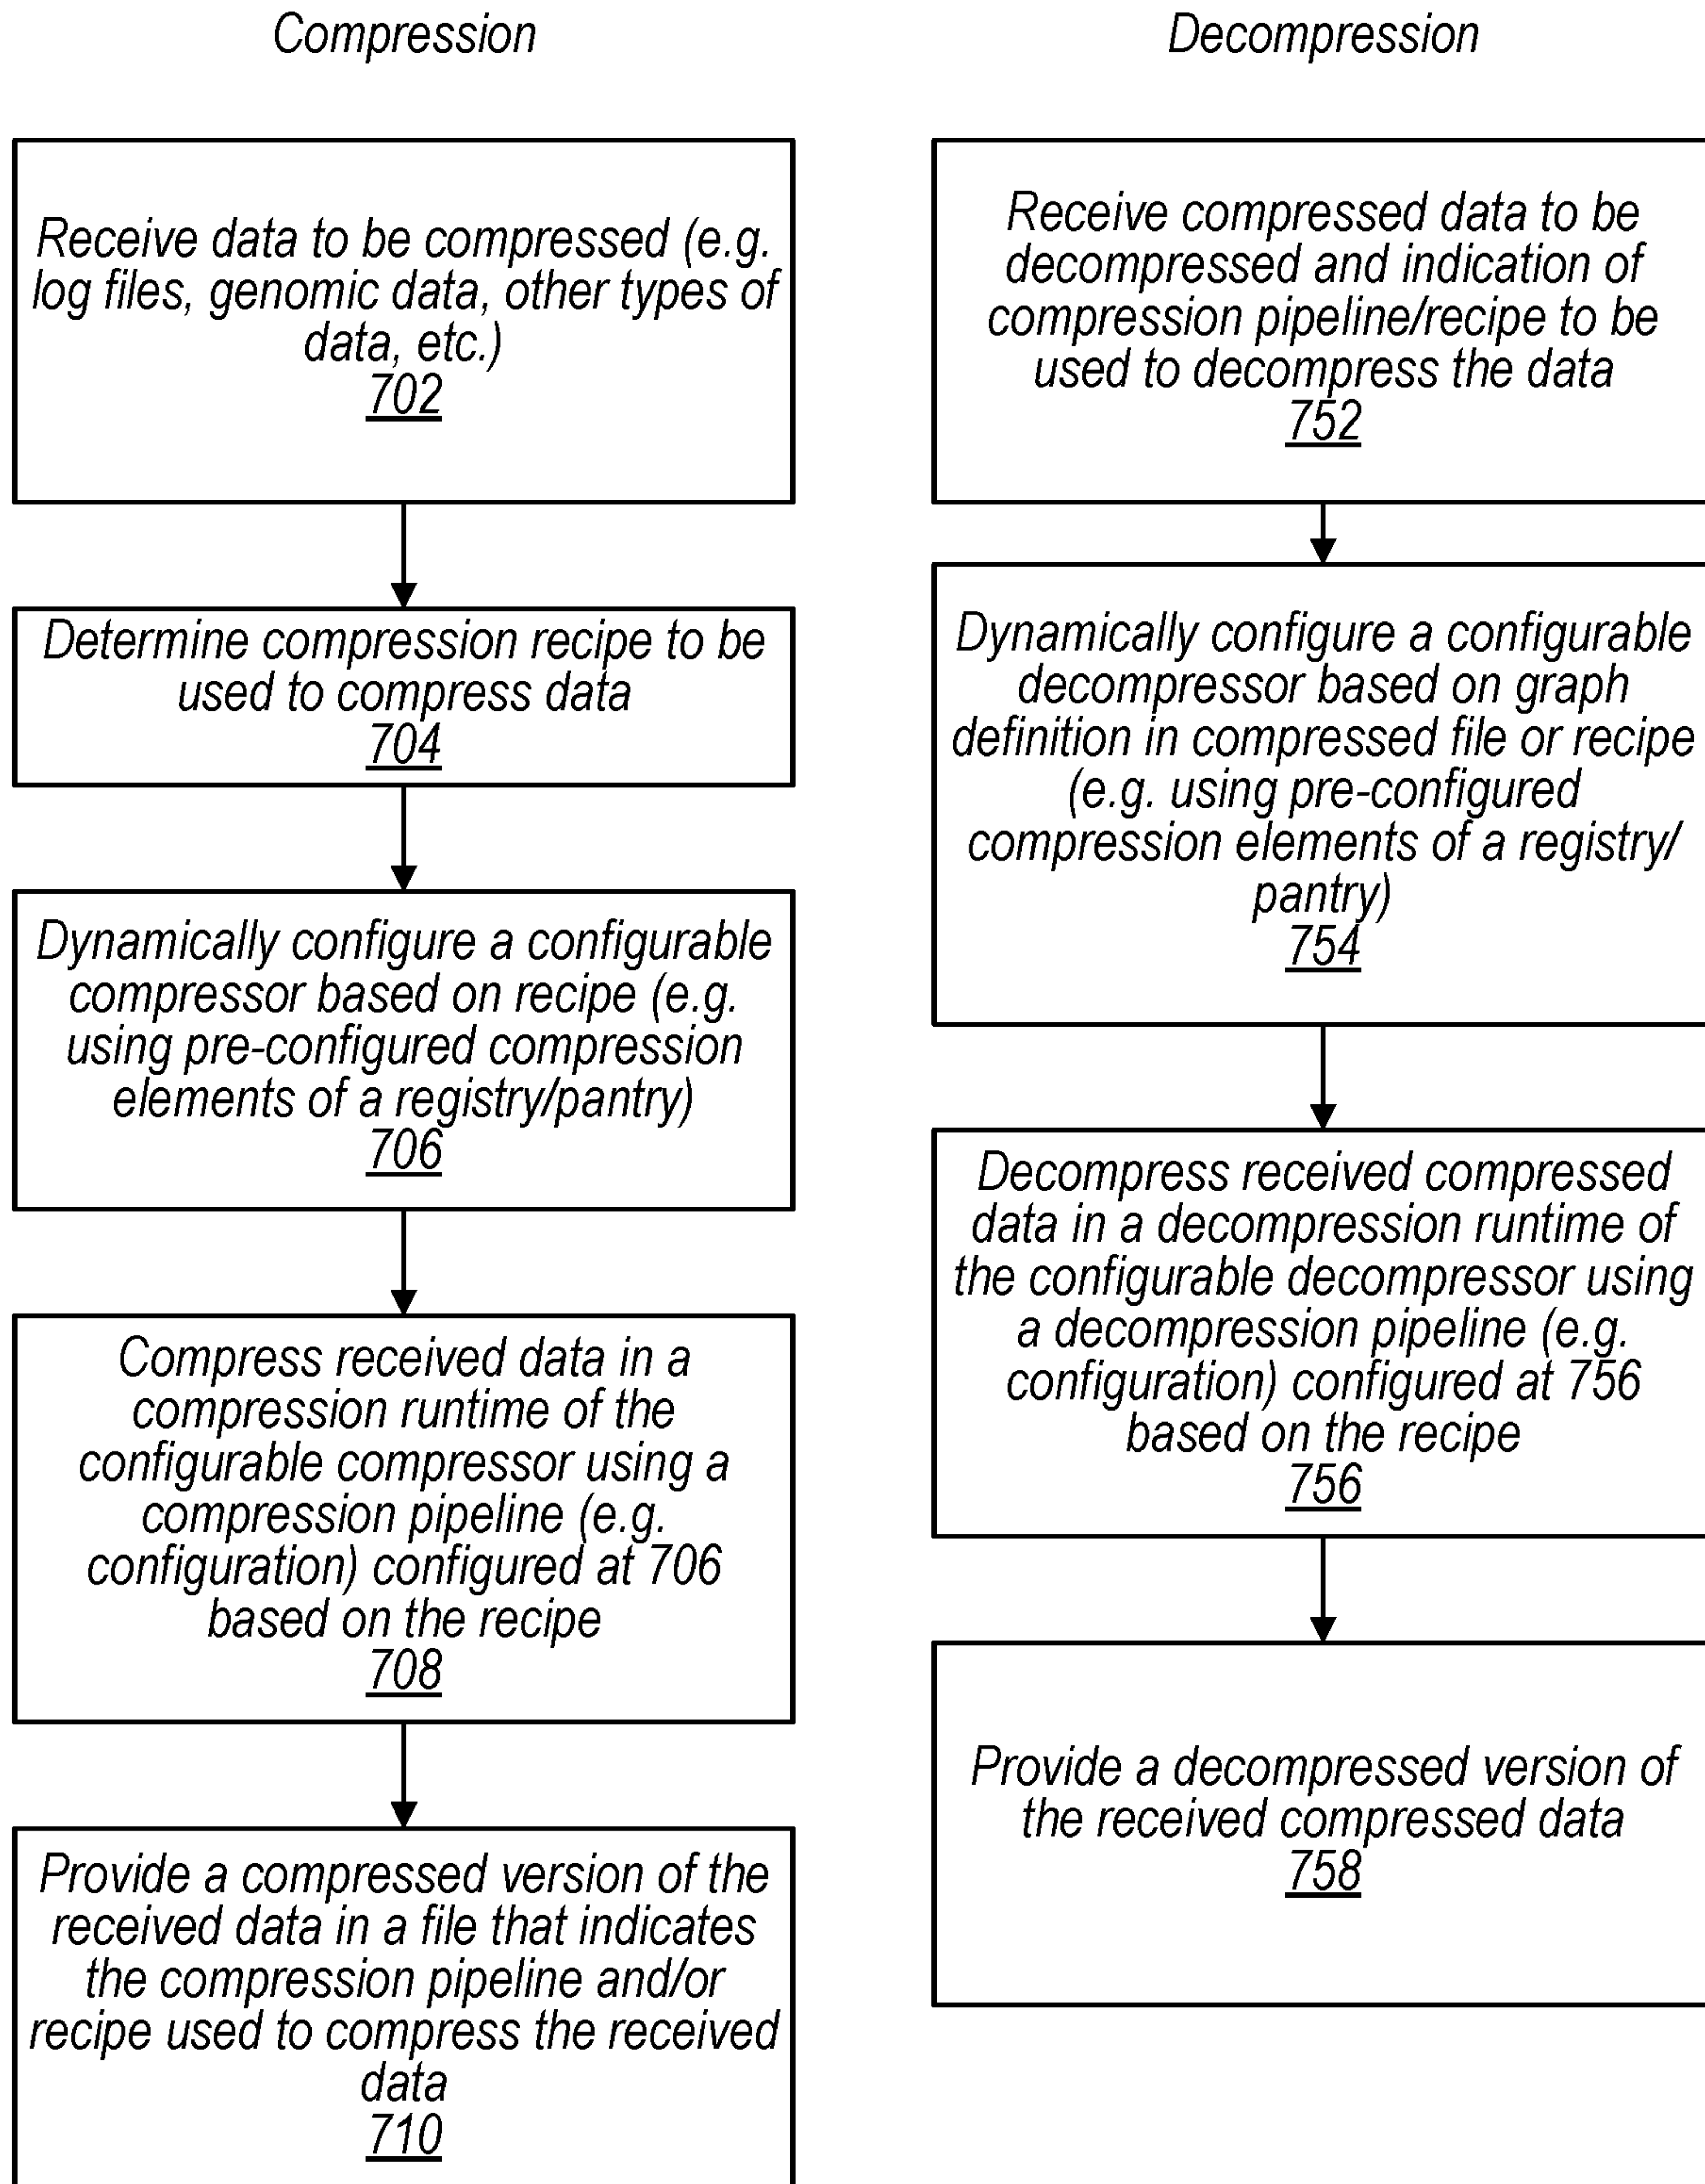 Compression
Receive data to be compressed (e.g.
log files, genomic data, other types of
data, etc.)
702
Determine compression recipe to be
used to compress data
704
Dynamically configure a configurable
compressor based on recipe (e.g.
using pre-configured compression
elements of a registry/pantry)
706
Compress received data in a
compression runtime of the
configurable compressor using a
compression pipeline (e.g.
configuration) configured at 706
based on the recipe
708
Provide a compressed version of the
received data in a file that indicates
the compression pipeline and/or
recipe used to compress the received
data
710
Decompression
Receive compressed data to be
decompressed and indication of
compression pipeline/recipe to be
used to decompress the data
752
Dynamically configure a configurable
decompressor based on graph
definition in compressed file or recipe
(e.g. using pre-configured
compression elements of a registry/
pantry)
754
Decompress received compressed
data in a decompression runtime of
the configurable decompressor using
a decompression pipeline (e.g.
configuration) configured at 756
based on the recipe
756
Provide a decompressed version of
the received compressed data
758